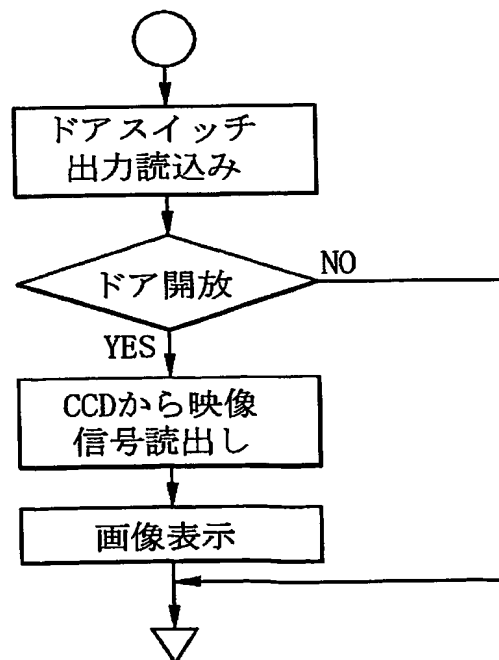 ドアスイッチ
出力読込み
ドア開放
NO
YES
CCDから映像
信号読出し
画像表示